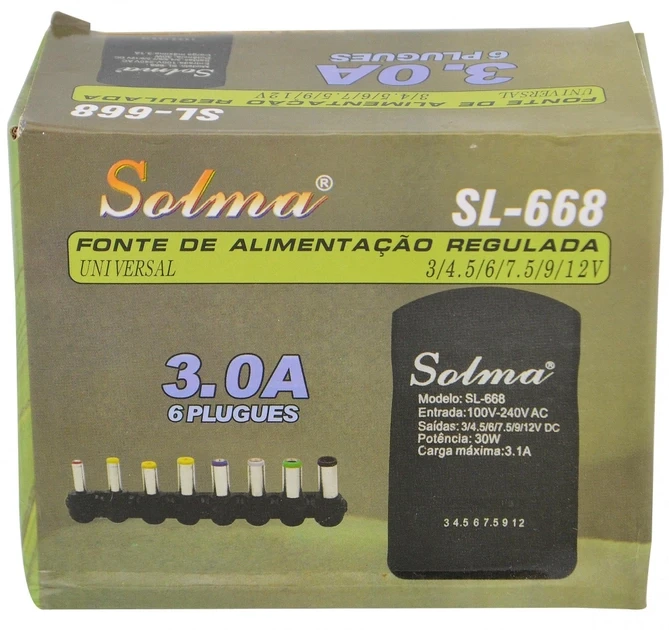 3.0A
6 PLUGUES
Solma
FONTE DE ALIMENTAÇÃO REGULADA
UNIVERSAL
3/4.5/6/7.5/9/12V
SL-668
Solma®
SL-668
FONTE DE ALIMENTAÇÃO REGULADA
UNIVERSAL 3/4.5/6/7.5/9/12V
3.0A
6 PLUGUES
Solma®
Modelo: SL-668
Entrada:100V-240V AC
Saídas: 3/4.5/6/7.5/9/12V DC
Potência: 30W
Carga máxima:3.1A
3 4.5 6 7.5 9 12